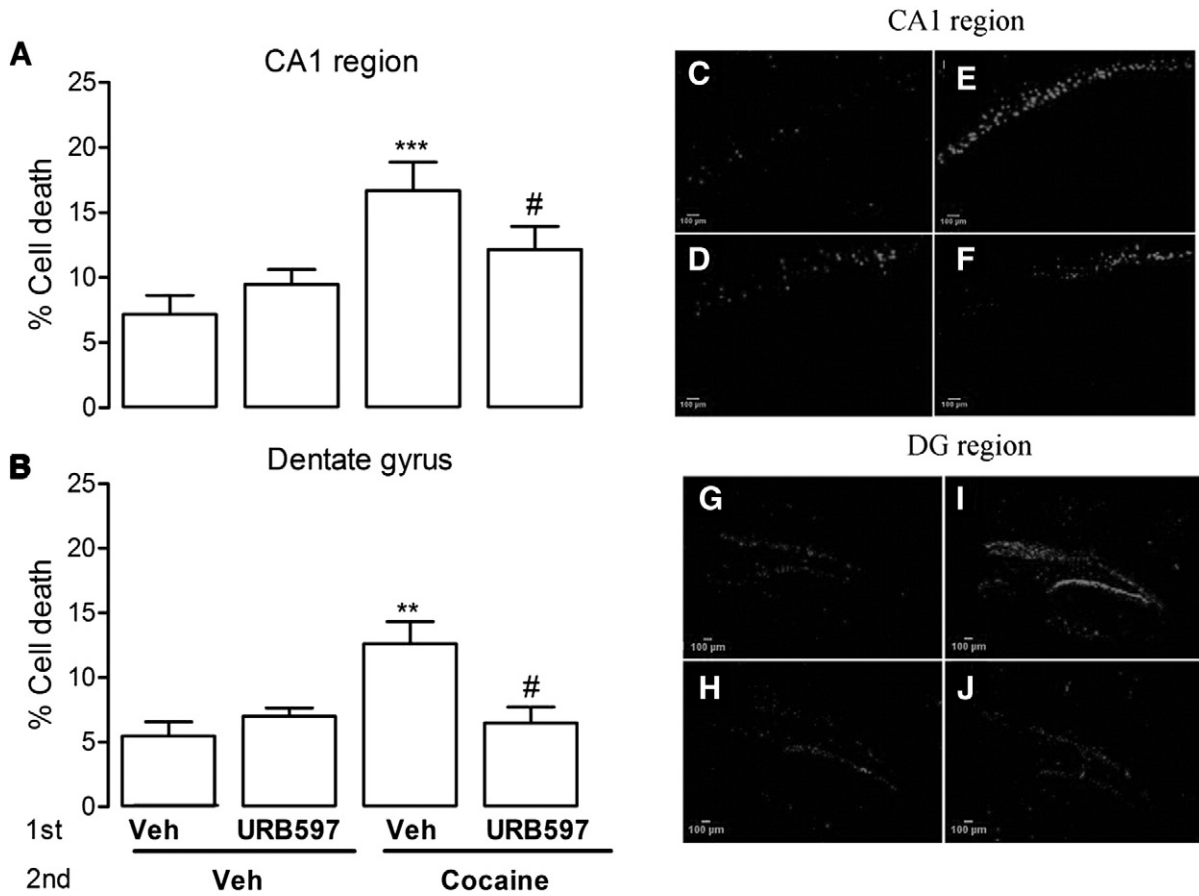 A
CA1 region
% Cell death
25
20
15
10
5
0
***
#
B
Dentate gyrus
% Cell death
25
20
15
10
5
0
**
#
1st Veh URB597 Veh URB597
2nd Veh Cocaine
CA1 region
C
100 µm
E
100 µm
D
100 µm
F
100 µm
DG region
G
100 µm
I
100 µm
H
100 µm
J
100 µm